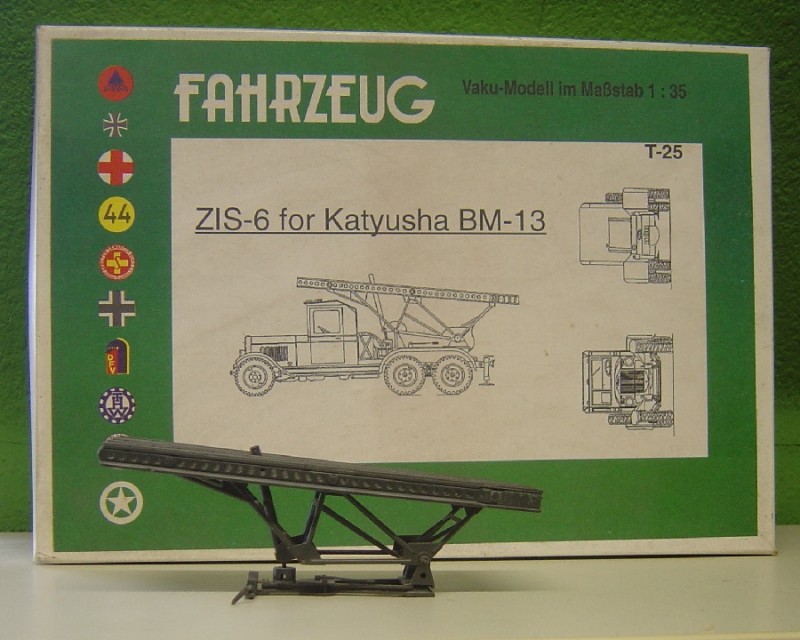 FAHRZEUG
Vaku-Modell im Maßstab 1 : 35
T-25
ZIS-6 for Katyusha BM-13
44